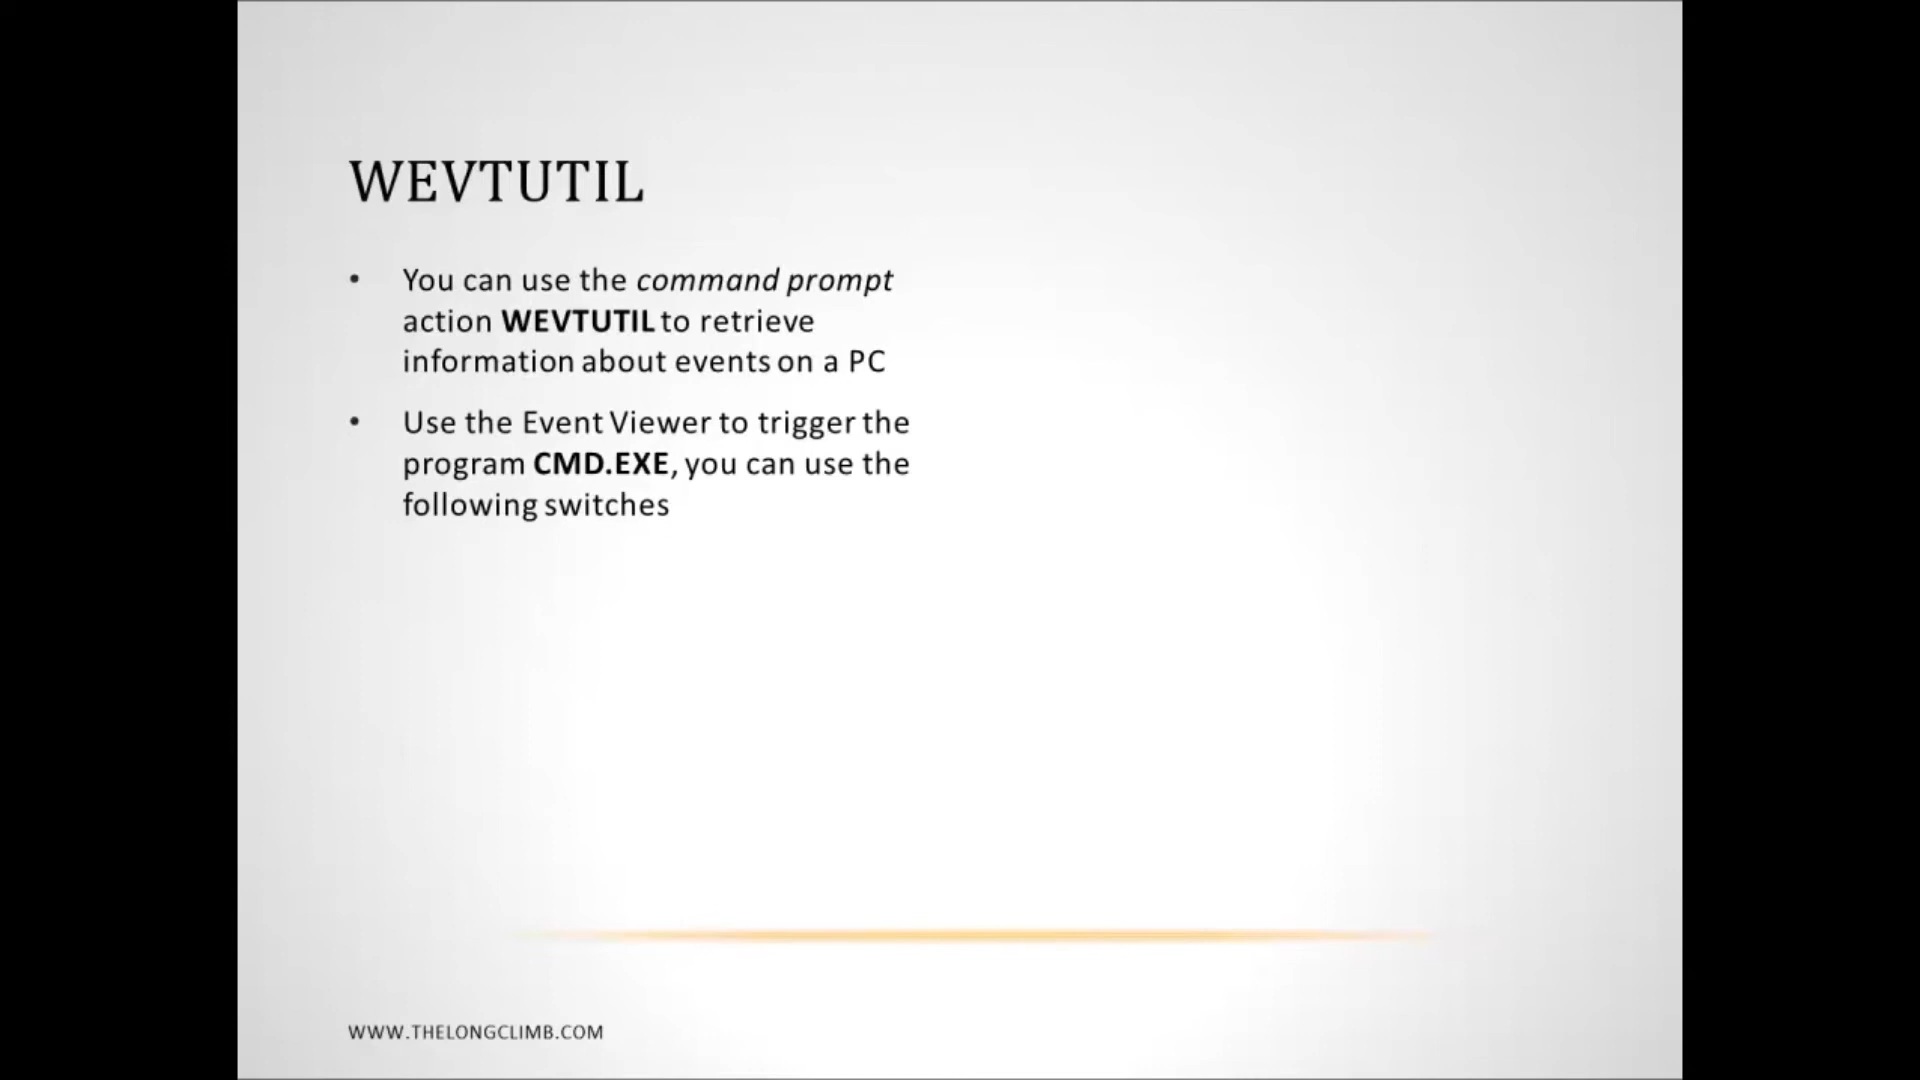 WEVTUTIL
• You can use the command prompt
action WEVTUTIL to retrieve
information about events on a PC
• Use the Event Viewer to trigger the
program CMD.EXE, you can use the
following switches
WWW.THELONGCLIMB.COM